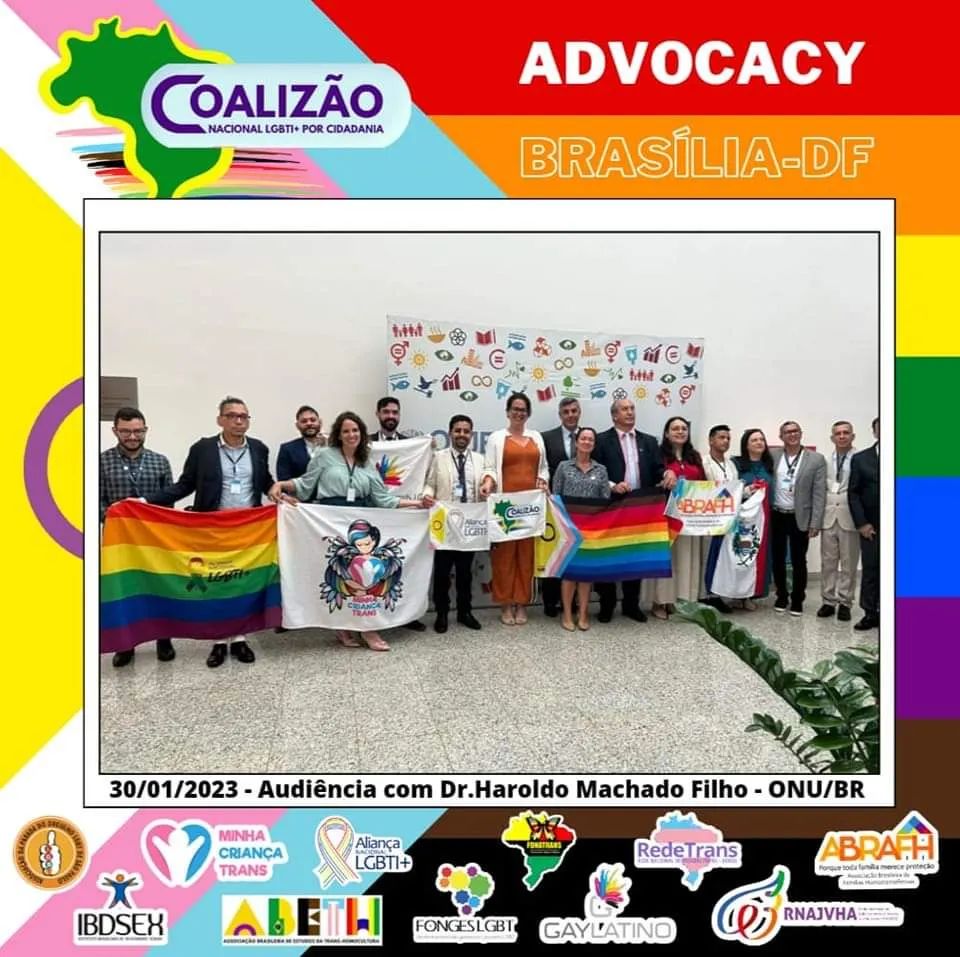 COALIZÃO
NACIONAL LGBTI+ POR CIDADANIA
ADVOCACY
BRASÍLIA-DF
LGBTI+
MINHA
CRIANÇA
TRANS
Aliança
LGBTI+
COALIZÃO
ABRAFH
30/01/2023 - Audiência com Dr.Haroldo Machado Filho - ONU/BR
MINHA
CRIANÇA
TRANS
Aliança
NACIONAL
LGBTI+
FONATRANS
RedeTrans
ABRAFH
Porque toda família merece proteção
Associação Brasileira de
Famílias Homotransafetivas
IBDSEX
ABETH
ASSOCIAÇÃO BRASILEIRA DE ESTUDOS DA TRANS-HOMOCULTURA
FONGES LGBT
GAYLATINO
RNAJVHA